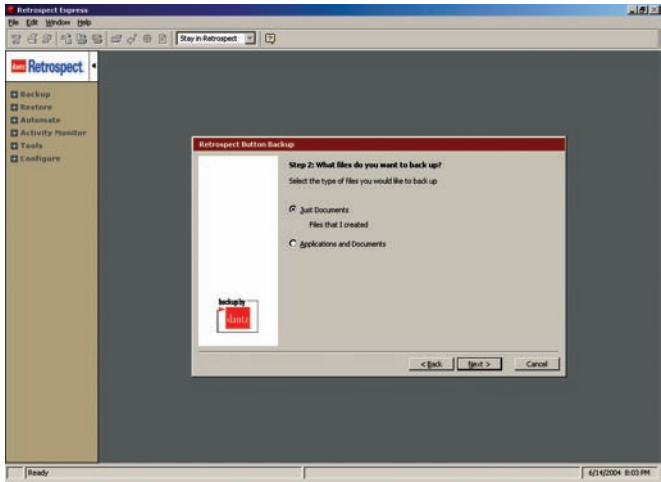 Retrospect Express
File Edit Window Help
Stay in Retrospect
dantz Retrospect
Backup
Restore
Automate
Activity Monitor
Tools
Configure
Retrospect Button Backup
Step 2: What files do you want to back up?
Select the type of files you would like to back up
Just Documents
Files that I created
Applications and Documents
backup by
dantz
< Back Next > Cancel
Ready
6/14/2004 8:03 PM